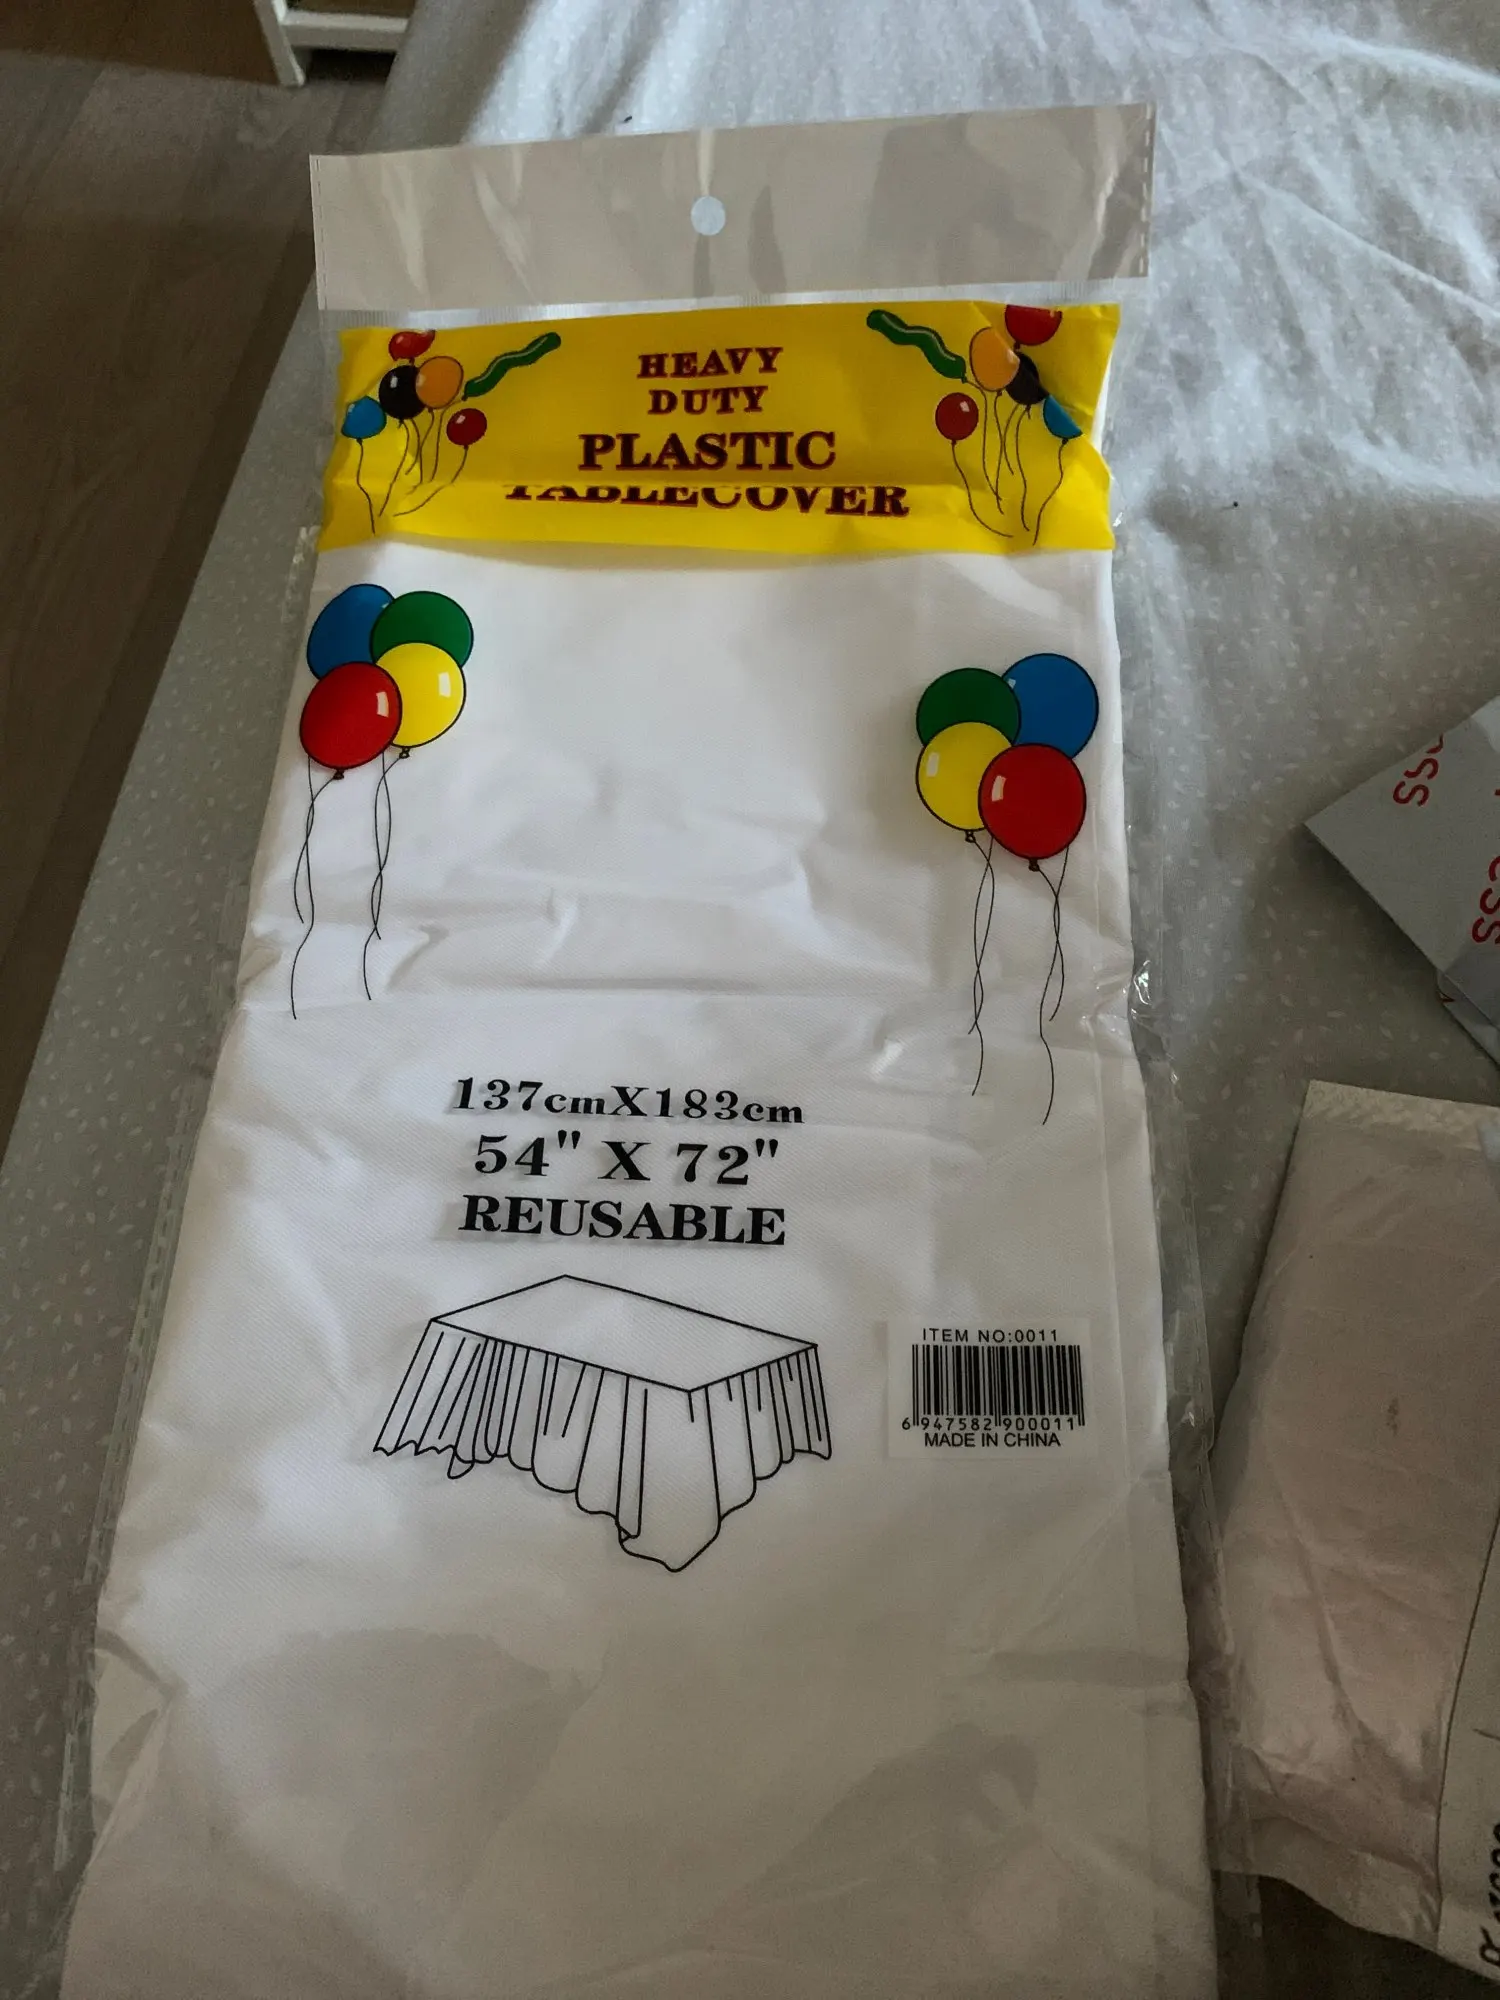 HEAVY
DUTY
PLASTIC
TABLECOVER
137cmX183cm
54" X 72"
REUSABLE
ITEM NO:0011
6 947582 900011
MADE IN CHINA